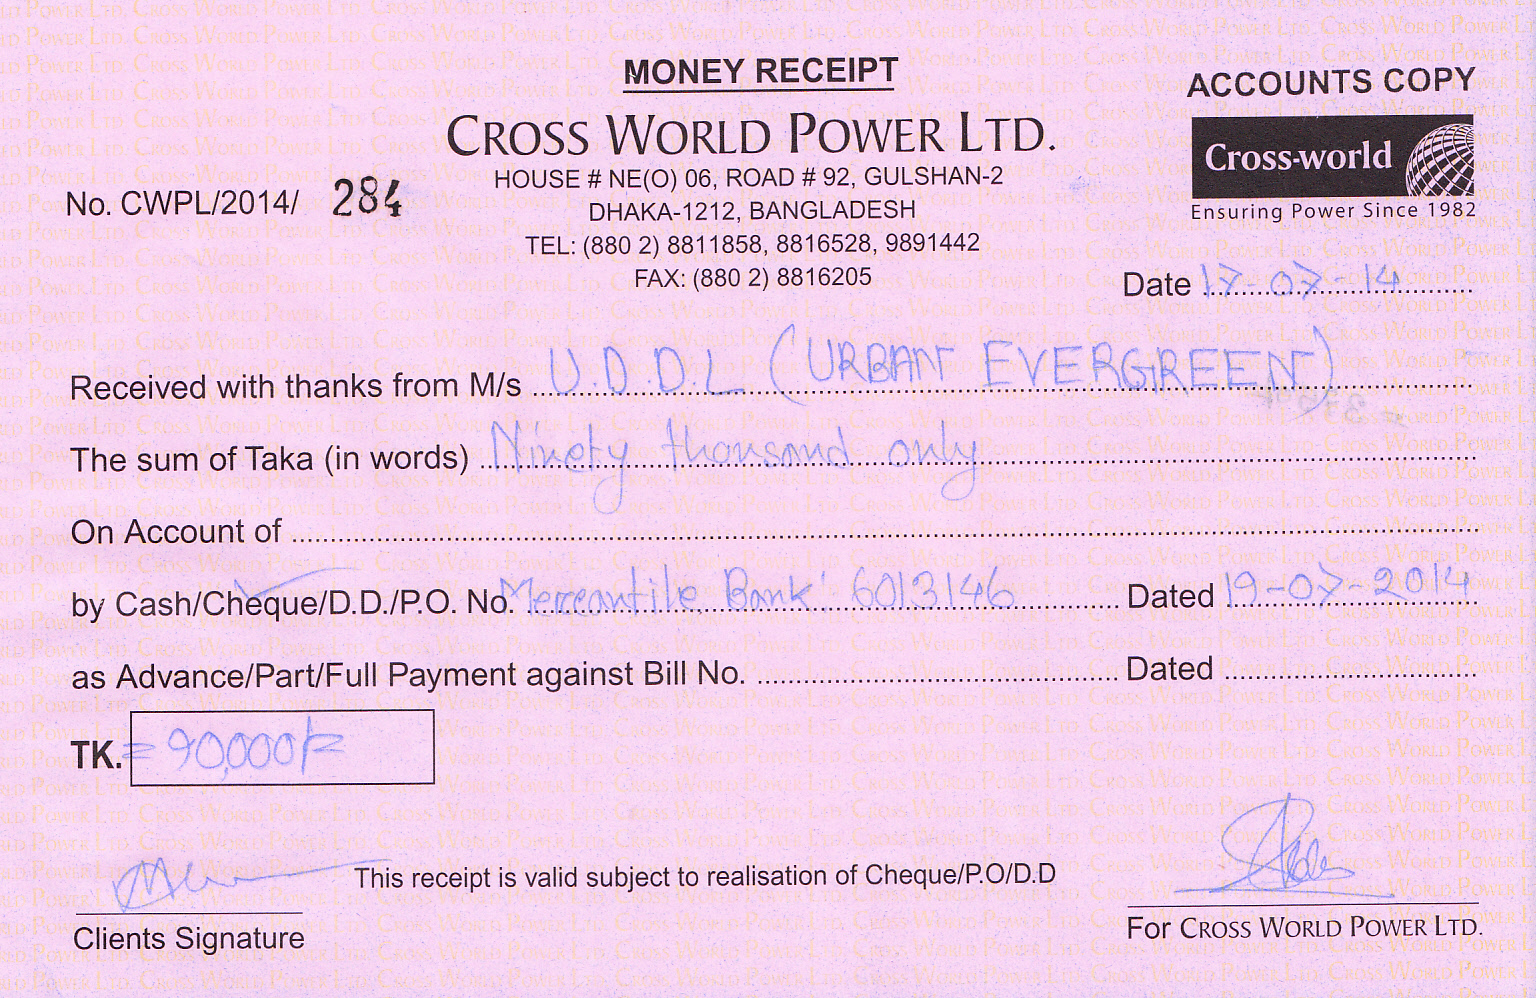 MONEY RECEIPT
ACCOUNTS COPY
CROSS WORLD POWER LTD.
Cross-world
Ensuring Power Since 1982
HOUSE # NE(O) 06, ROAD # 92, GULSHAN-2
No. CWPL/2014/ 284
DHAKA-1212, BANGLADESH
TEL: (880 2) 8811858, 8816528, 9891442
FAX: (880 2) 8816205
Date 17-07-14
Received with thanks from M/s U.D.D.L (URBAN EVERGREEN)
The sum of Taka (in words) Ninety thousand only
On Account of
by Cash/Cheque/D.D./P.O. No. Mercantile Bank' 6013146 Dated 19-07-2014
as Advance/Part/Full Payment against Bill No. Dated
TK. = 90,000/=
This receipt is valid subject to realisation of Cheque/P.O/D.D
Clients Signature
For CROSS WORLD POWER LTD.